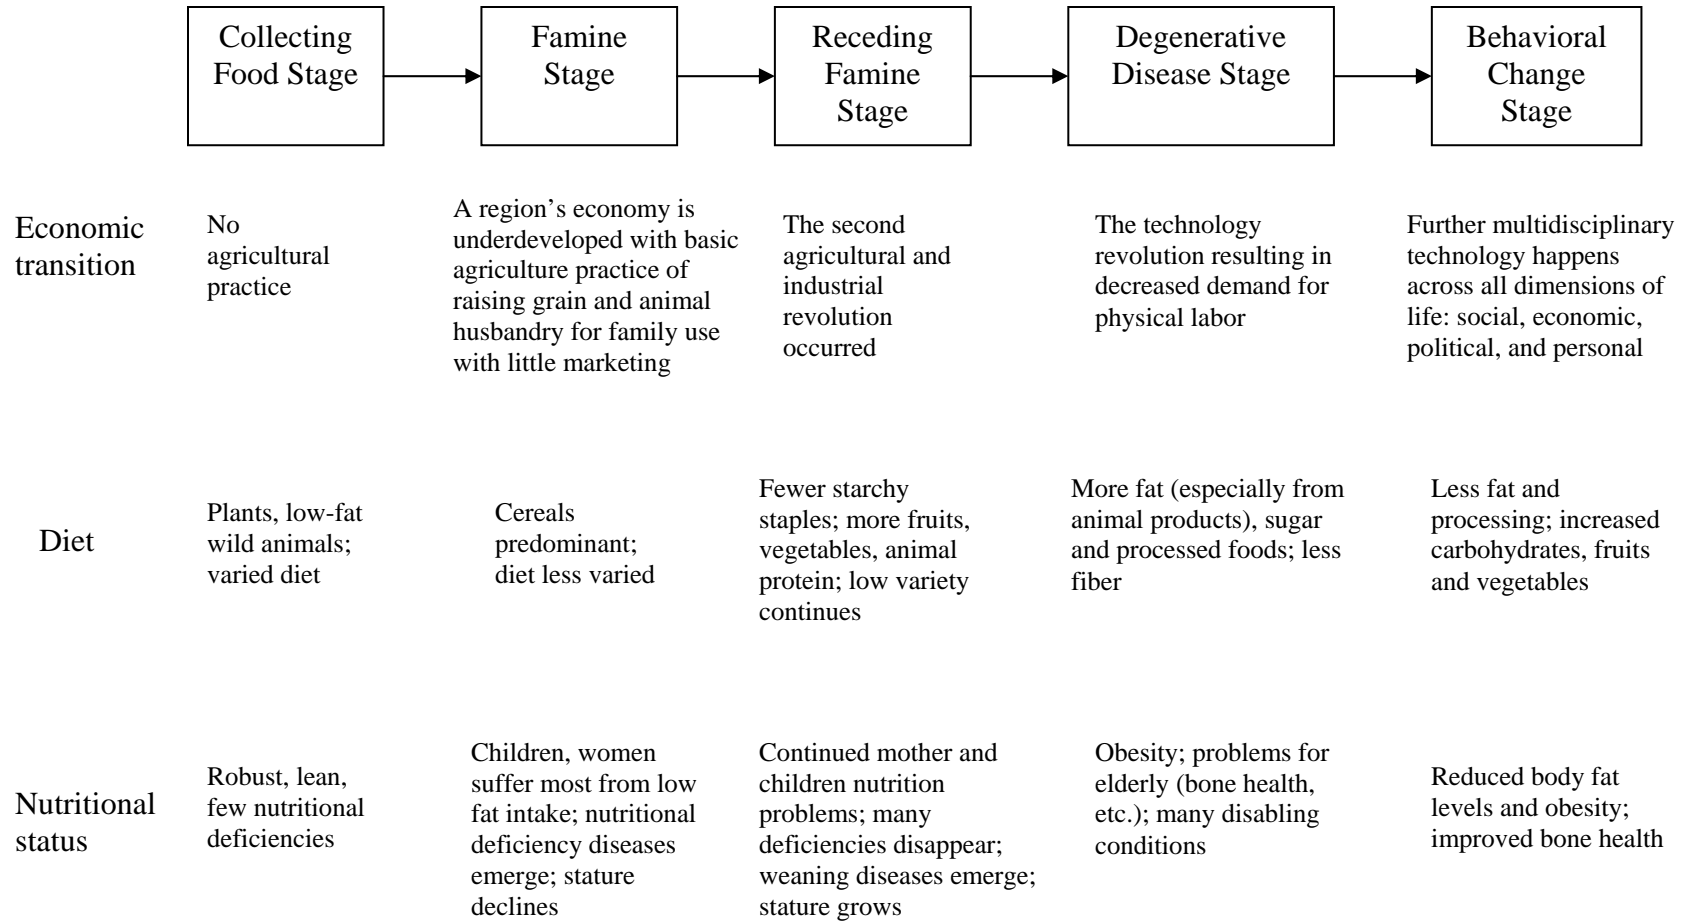 Collecting
Food Stage
Famine
Stage
Receding
Famine
Stage
Degenerative
Disease Stage
Behavioral
Change
Stage
Economic
transition
No
agricultural
practice
A region’s economy is
underdeveloped with basic
agriculture practice of
raising grain and animal
husbandry for family use
with little marketing
The second
agricultural and
industrial
revolution
occurred
The technology
revolution resulting in
decreased demand for
physical labor
Further multidisciplinary
technology happens
across all dimensions of
life: social, economic,
political, and personal
Diet
Plants, low-fat
wild animals;
varied diet
Cereals
predominant;
diet less varied
Fewer starchy
staples; more fruits,
vegetables, animal
protein; low variety
continues
More fat (especially from
animal products), sugar
and processed foods; less
fiber
Less fat and
processing; increased
carbohydrates, fruits
and vegetables
Nutritional
status
Robust, lean,
few nutritional
deficiencies
Children, women
suffer most from low
fat intake; nutritional
deficiency diseases
emerge; stature
declines
Continued mother and
children nutrition
problems; many
deficiencies disappear;
weaning diseases emerge;
stature grows
Obesity; problems for
elderly (bone health,
etc.); many disabling
conditions
Reduced body fat
levels and obesity;
improved bone health